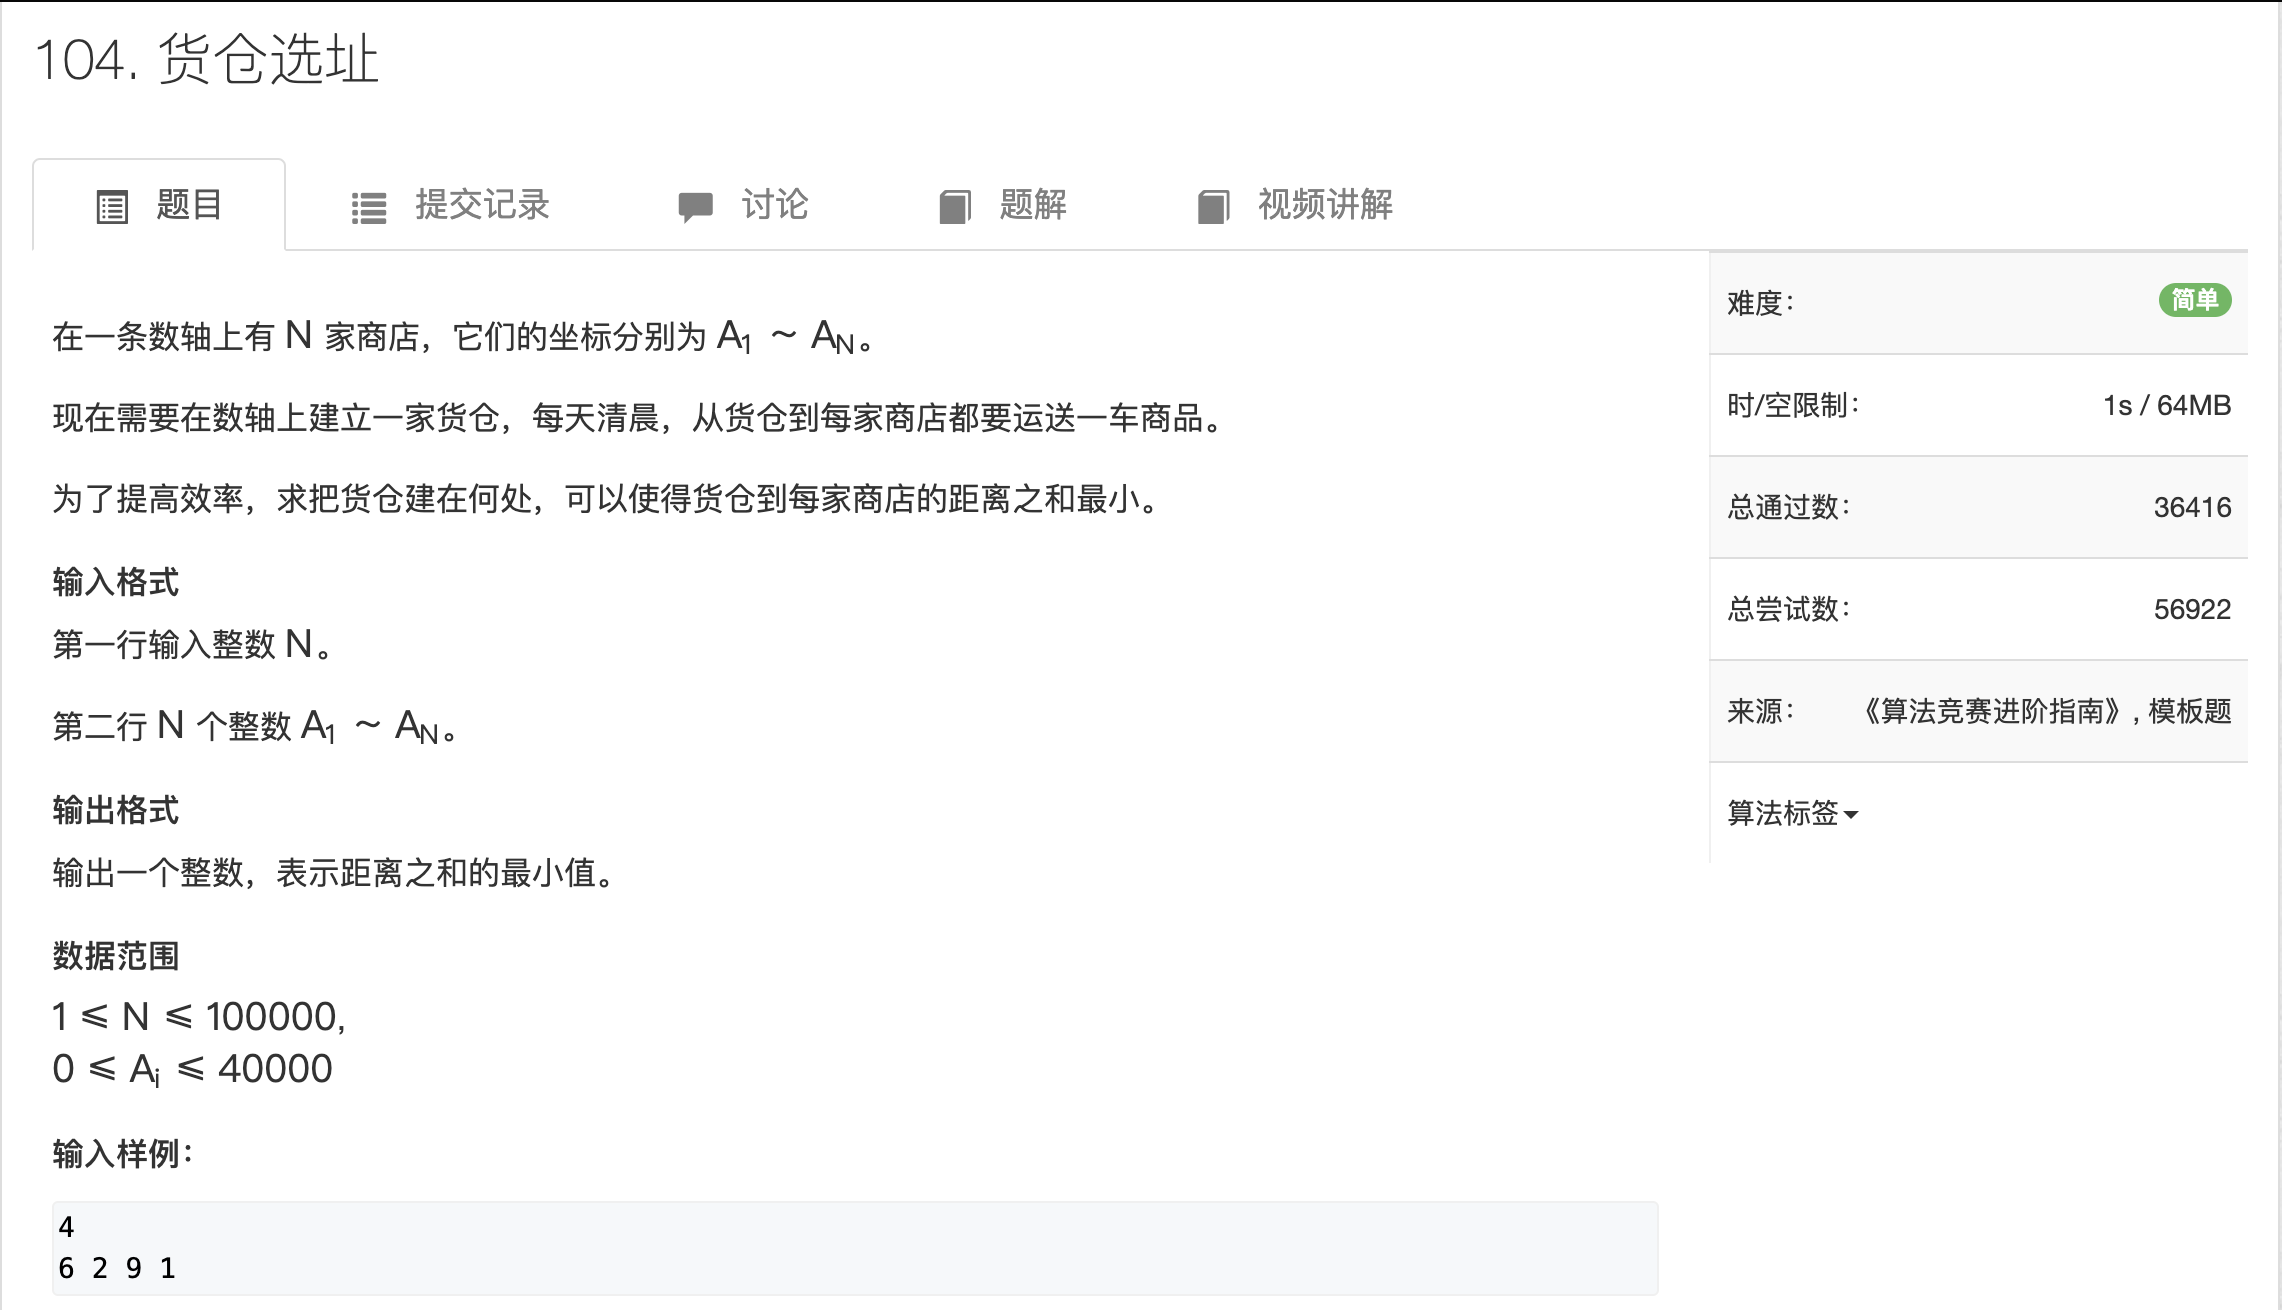 104. 货仓选址
题目 提交记录 讨论 题解 视频讲解
在一条数轴上有 N 家商店，它们的坐标分别为 A₁ ∼ A_N。
现在需要在数轴上建立一家货仓，每天清晨，从货仓到每家商店都要运送一车商品。
为了提高效率，求把货仓建在何处，可以使得货仓到每家商店的距离之和最小。
输入格式
第一行输入整数 N。
第二行 N 个整数 A₁ ∼ A_N。
输出格式
输出一个整数，表示距离之和的最小值。
数据范围
1 ⩽ N ⩽ 100000,
0 ⩽ Aᵢ ⩽ 40000
输入样例：
4
6 2 9 1
难度： 简单
时/空限制： 1s / 64MB
总通过数： 36416
总尝试数： 56922
来源： 《算法竞赛进阶指南》, 模板题
算法标签